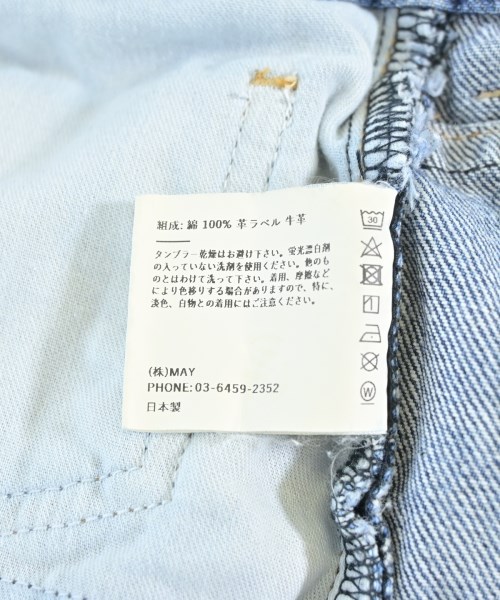 組成: 綿 100% 革ラベル 牛革
タンブラー乾燥はお避け下さい。蛍光漂白剤
の入っていない洗剤を使用ください。他のも
のとはわけて洗って下さい。着用、摩擦など
により色移りする場合がありますので、特に、
淡色、白物との着用にはご注意ください。
(株)MAY
PHONE: 03-6459-2352
日本製
30
W